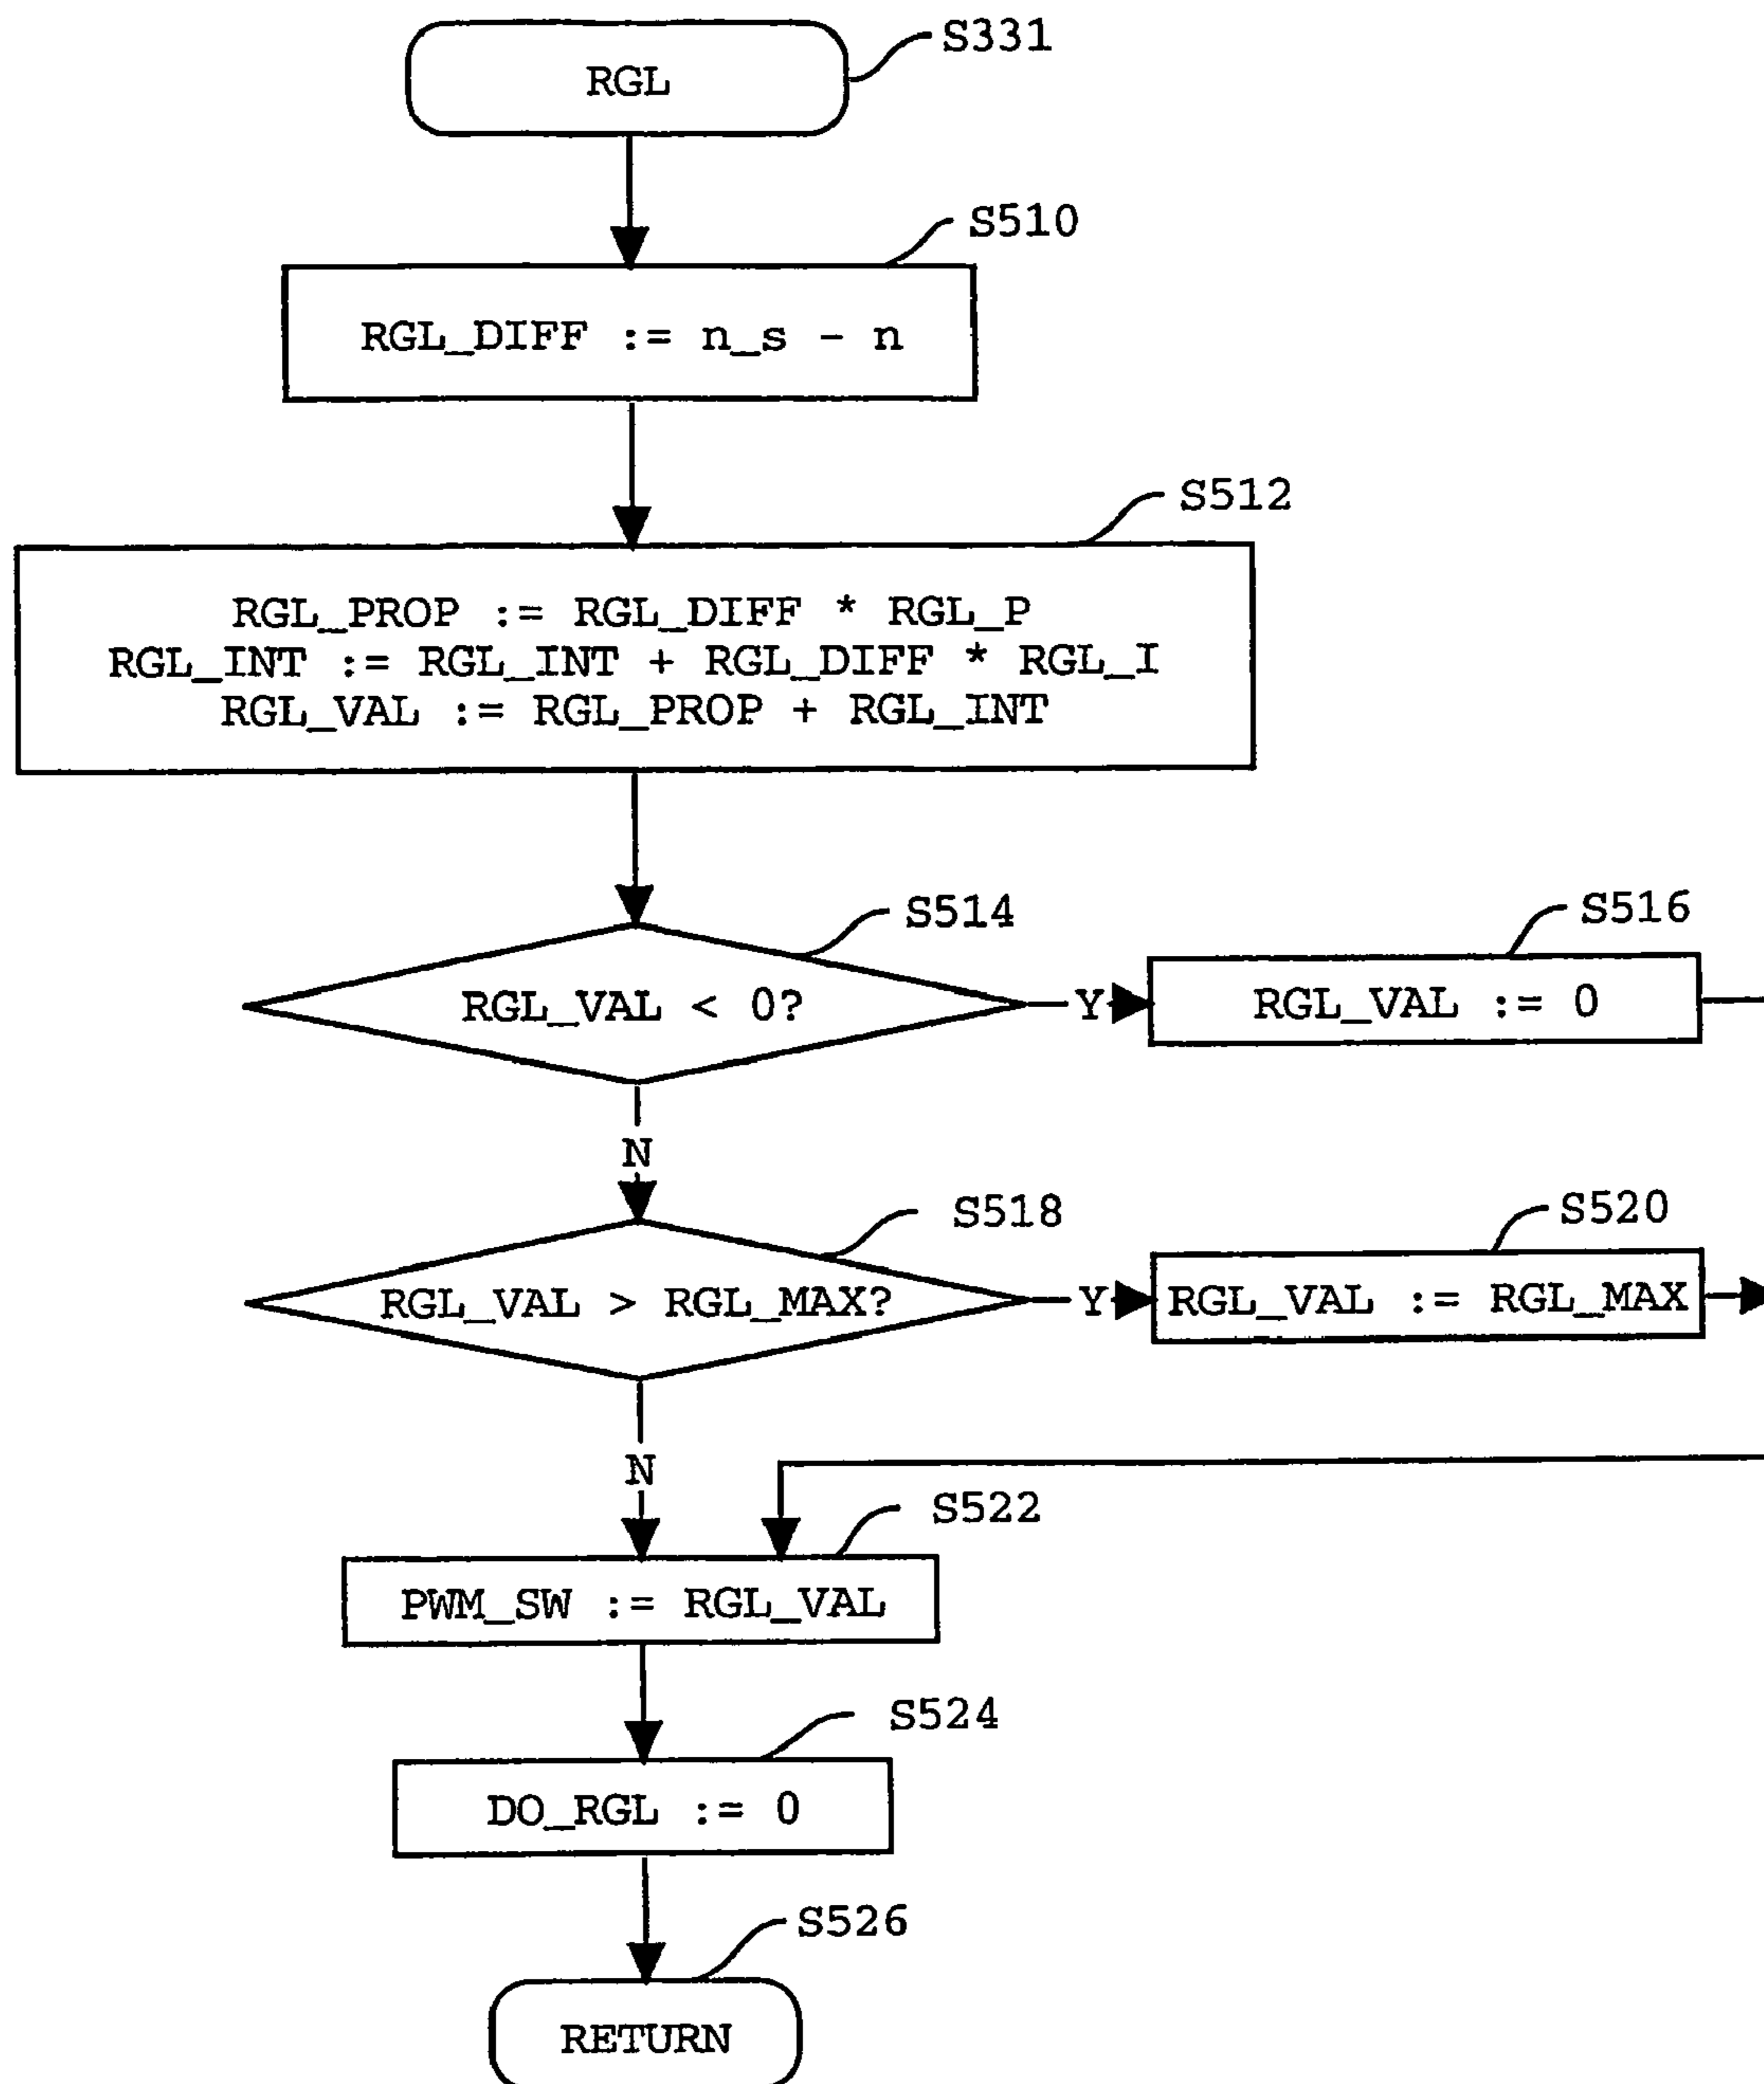 RGL
S331
S510
RGL_DIFF := n_s - n
S512
RGL_PROP := RGL_DIFF * RGL_P
RGL_INT := RGL_INT + RGL_DIFF * RGL_I
RGL_VAL := RGL_PROP + RGL_INT
S514
RGL_VAL < 0?
Y
S516
RGL_VAL := 0
N
S518
RGL_VAL > RGL_MAX?
Y
S520
RGL_VAL := RGL_MAX
N
S522
PWM_SW := RGL_VAL
S524
DO_RGL := 0
S526
RETURN